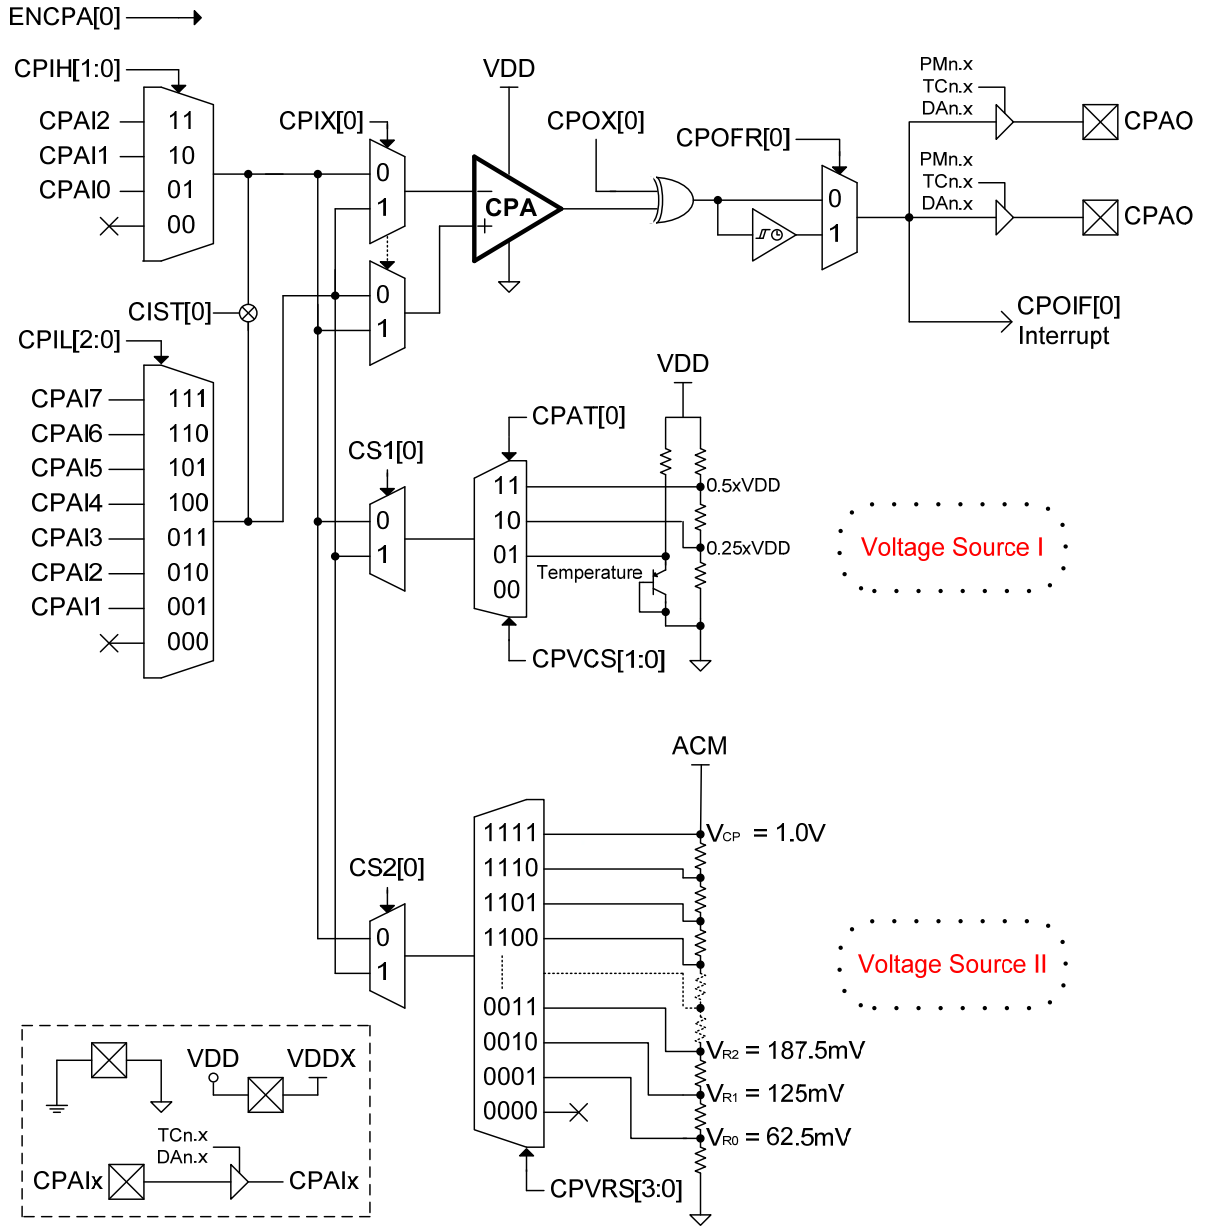 ENCPA[0]
CPIH[1:0]
CPAI2 11
CPAI1 10
CPAI0 01
00
CPIX[0]
0
1
0
1
VDD
CPA
−
+
CPOX[0]
CPOFR[0]
0
1
PMn.x
TCn.x
DAn.x
CPAO
PMn.x
TCn.x
DAn.x
CPAO
CPOIF[0]
Interrupt
CIST[0]
CPIL[2:0]
CPAI7 111
CPAI6 110
CPAI5 101
CPAI4 100
CPAI3 011
CPAI2 010
CPAI1 001
000
CS1[0]
0
1
CPAT[0]
11
10
01
00
CPVCS[1:0]
VDD
0.5xVDD
0.25xVDD
Temperature
Voltage Source I
CS2[0]
0
1
ACM
1111
1110
1101
1100
0011
0010
0001
0000
CPVRS[3:0]
VCP = 1.0V
VR2 = 187.5mV
VR1 = 125mV
VR0 = 62.5mV
Voltage Source II
VDD VDDX
TCn.x
DAn.x
CPAIx CPAIx